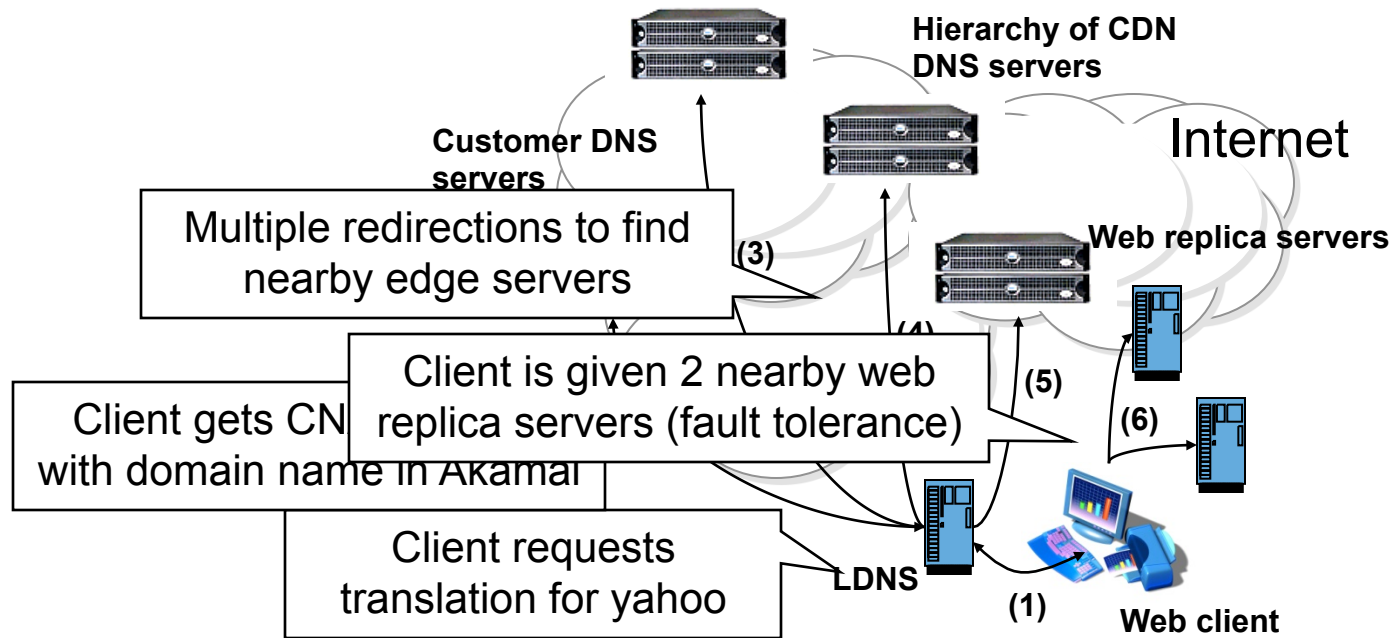 Hierarchy of CDN
DNS servers
Internet
Customer DNS
servers
Multiple redirections to find
nearby edge servers
(3)
Web replica servers
(4)
Client is given 2 nearby web
replica servers (fault tolerance)
(5)
(6)
Client gets
with domain name in Akamai
Client requests
translation for yahoo
LDNS
(1)
Web client